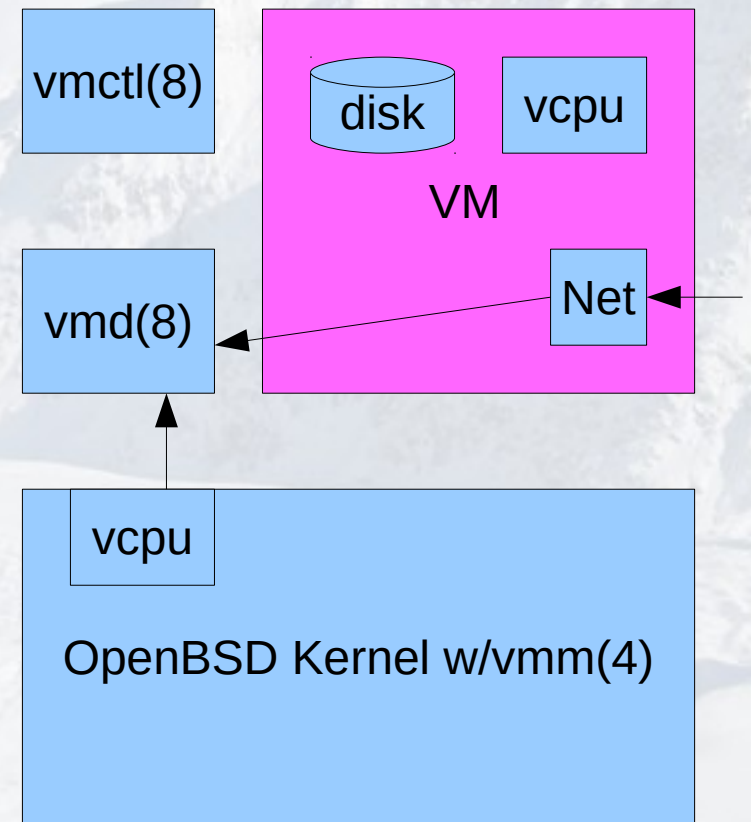 vmctl(8)
disk
vcpu
VM
vmd(8)
Net
vcpu
OpenBSD Kernel w/vmm(4)